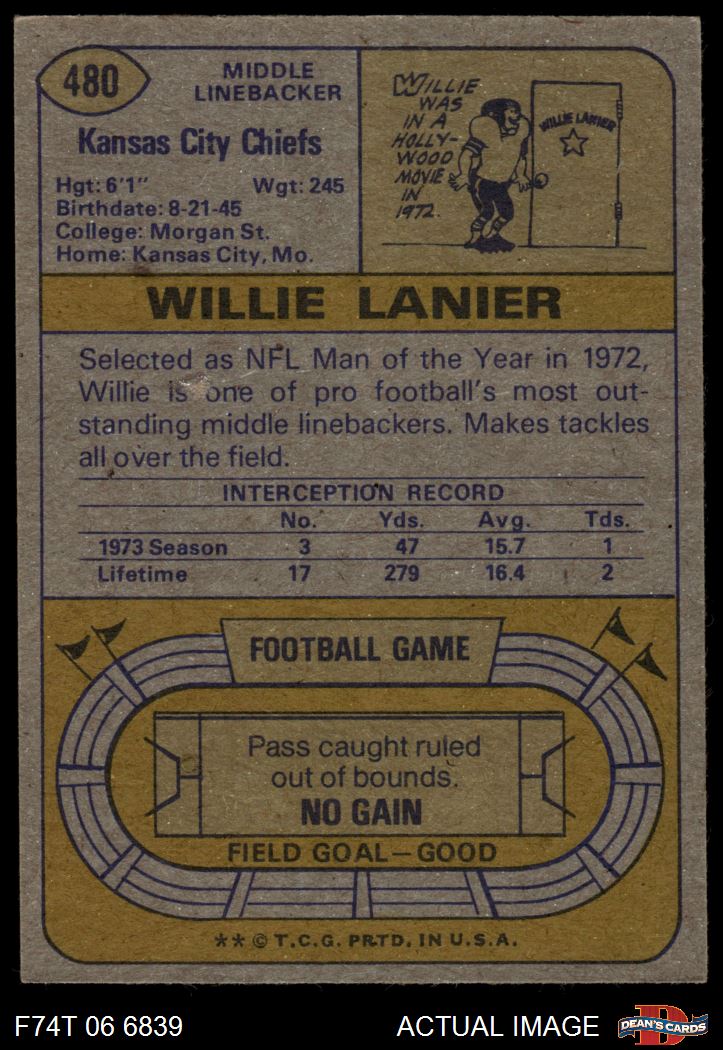 480
MIDDLE
LINEBACKER
Kansas City Chiefs
Hgt: 6'1" Wgt: 245
Birthdate: 8-21-45
College: Morgan St.
Home: Kansas City, Mo.
WILLIE
WAS
IN A
HOLLY-
WOOD
MOVIE
IN
1972.
WILLIE LANIER
WILLIE LANIER
Selected as NFL Man of the Year in 1972,
Willie is one of pro football's most out-
standing middle linebackers. Makes tackles
all over the field.
INTERCEPTION RECORD
No. Yds. Avg. Tds.
1973 Season 3 47 15.7 1
Lifetime 17 279 16.4 2
FOOTBALL GAME
Pass caught ruled
out of bounds.
NO GAIN
FIELD GOAL—GOOD
** © T.C.G. PRTD. IN U.S.A.
F74T 06 6839
ACTUAL IMAGE
D
DEAN'S CARDS